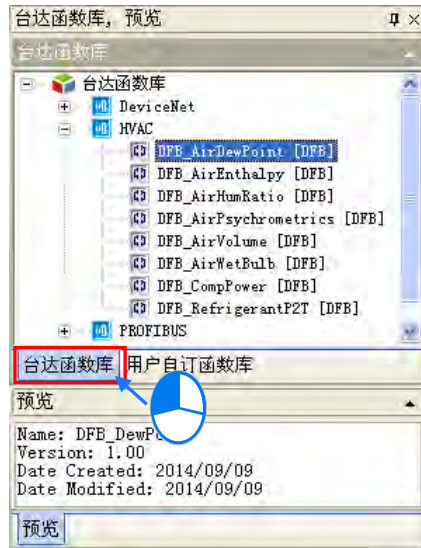 台达函数库, 预览
台达函数库
台达函数库
DeviceNet
HVAC
DFB_AirDewPoint [DFB]
DFB_AirEnthalpy [DFB]
DFB_AirHumRatio [DFB]
DFB_AirPsychrometrics [DFB]
DFB_AirVolume [DFB]
DFB_AirWetBulb [DFB]
DFB_CompPower [DFB]
DFB_RefrigerantP2T [DFB]
PROFIBUS
台达函数库 用户自订函数库
预览
Name:
Version: 1.00
Date Created: 2014/09/09
Date Modified: 2014/09/09
预览